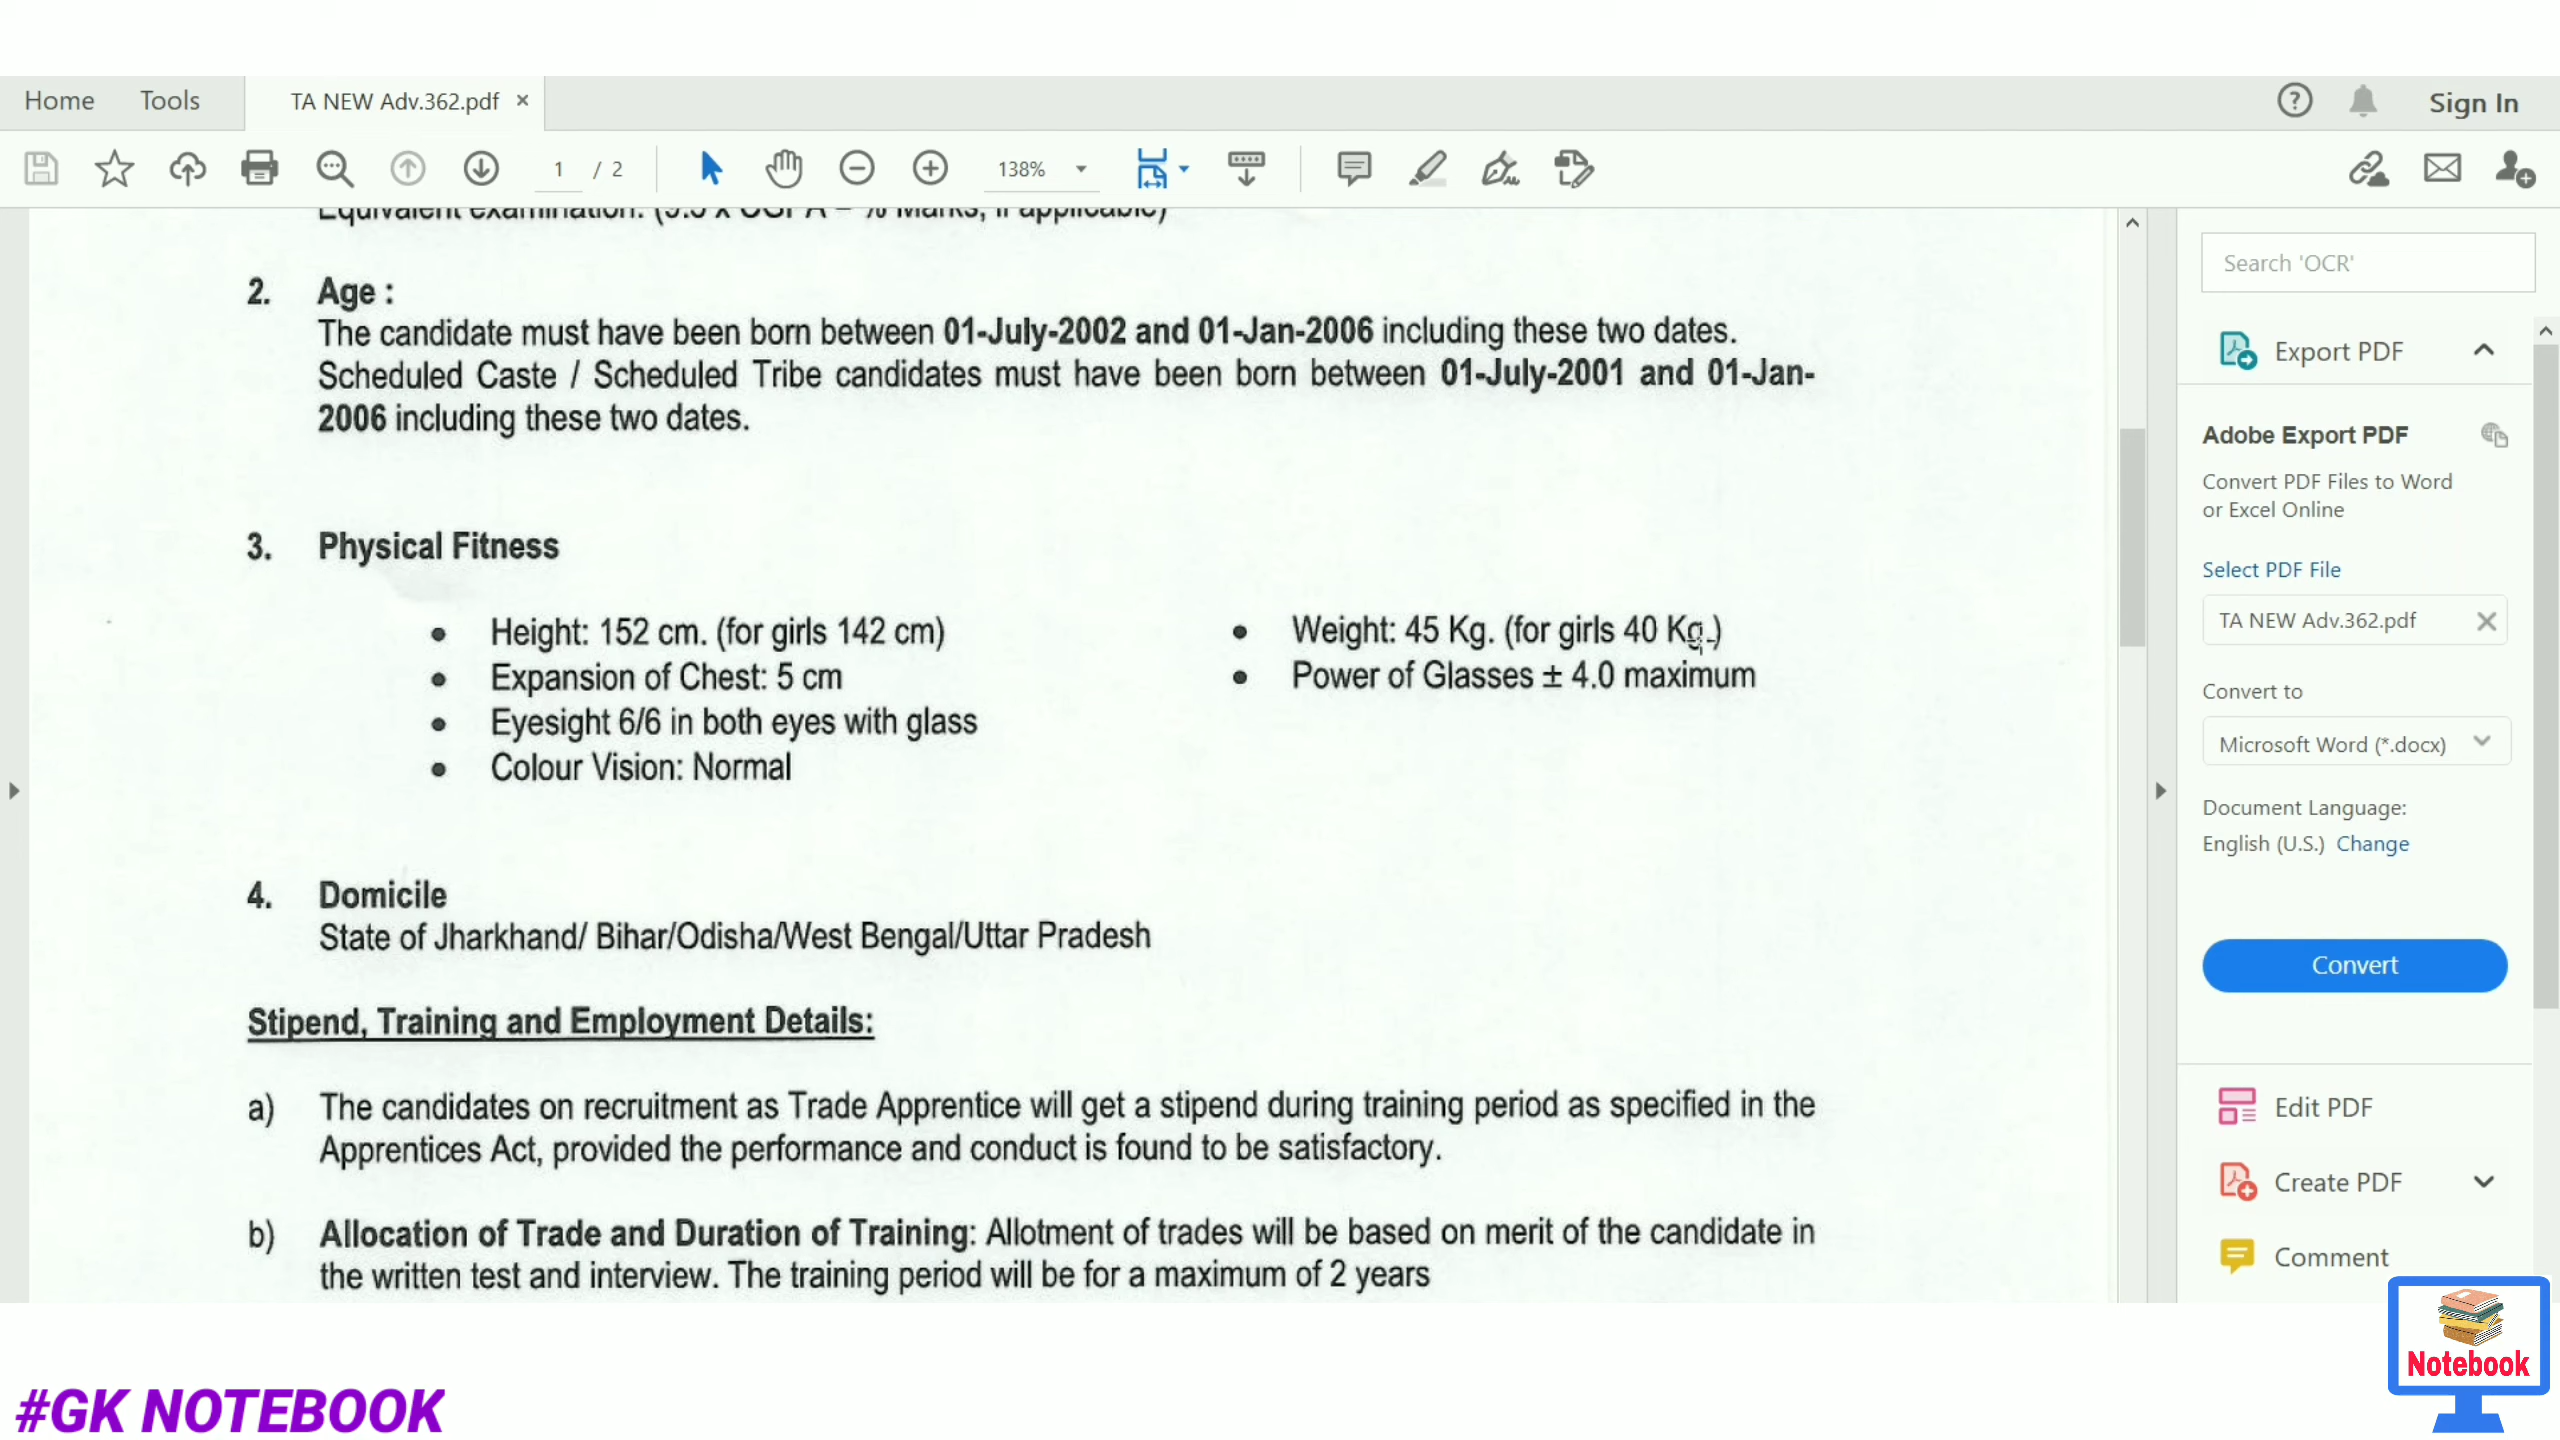 Home Tools TA NEW Adv.362.pdf × ? Sign In
1 / 2 138%
Equivalent examination. (9.5 x CGPA = % Marks, if applicable)
2. Age :
The candidate must have been born between 01-July-2002 and 01-Jan-2006 including these two dates.
Scheduled Caste / Scheduled Tribe candidates must have been born between 01-July-2001 and 01-Jan-
2006 including these two dates.
3. Physical Fitness
• Height: 152 cm. (for girls 142 cm)
• Expansion of Chest: 5 cm
• Eyesight 6/6 in both eyes with glass
• Colour Vision: Normal
• Weight: 45 Kg. (for girls 40 Kg.)
• Power of Glasses ± 4.0 maximum
4. Domicile
State of Jharkhand/ Bihar/Odisha/West Bengal/Uttar Pradesh
Stipend, Training and Employment Details:
a) The candidates on recruitment as Trade Apprentice will get a stipend during training period as specified in the
Apprentices Act, provided the performance and conduct is found to be satisfactory.
b) Allocation of Trade and Duration of Training: Allotment of trades will be based on merit of the candidate in
the written test and interview. The training period will be for a maximum of 2 years
Search 'OCR'
Export PDF
Adobe Export PDF
Convert PDF Files to Word
or Excel Online
Select PDF File
TA NEW Adv.362.pdf
Convert to
Microsoft Word (*.docx)
Document Language:
English (U.S.) Change
Convert
Edit PDF
Create PDF
Comment
Notebook
#GK NOTEBOOK